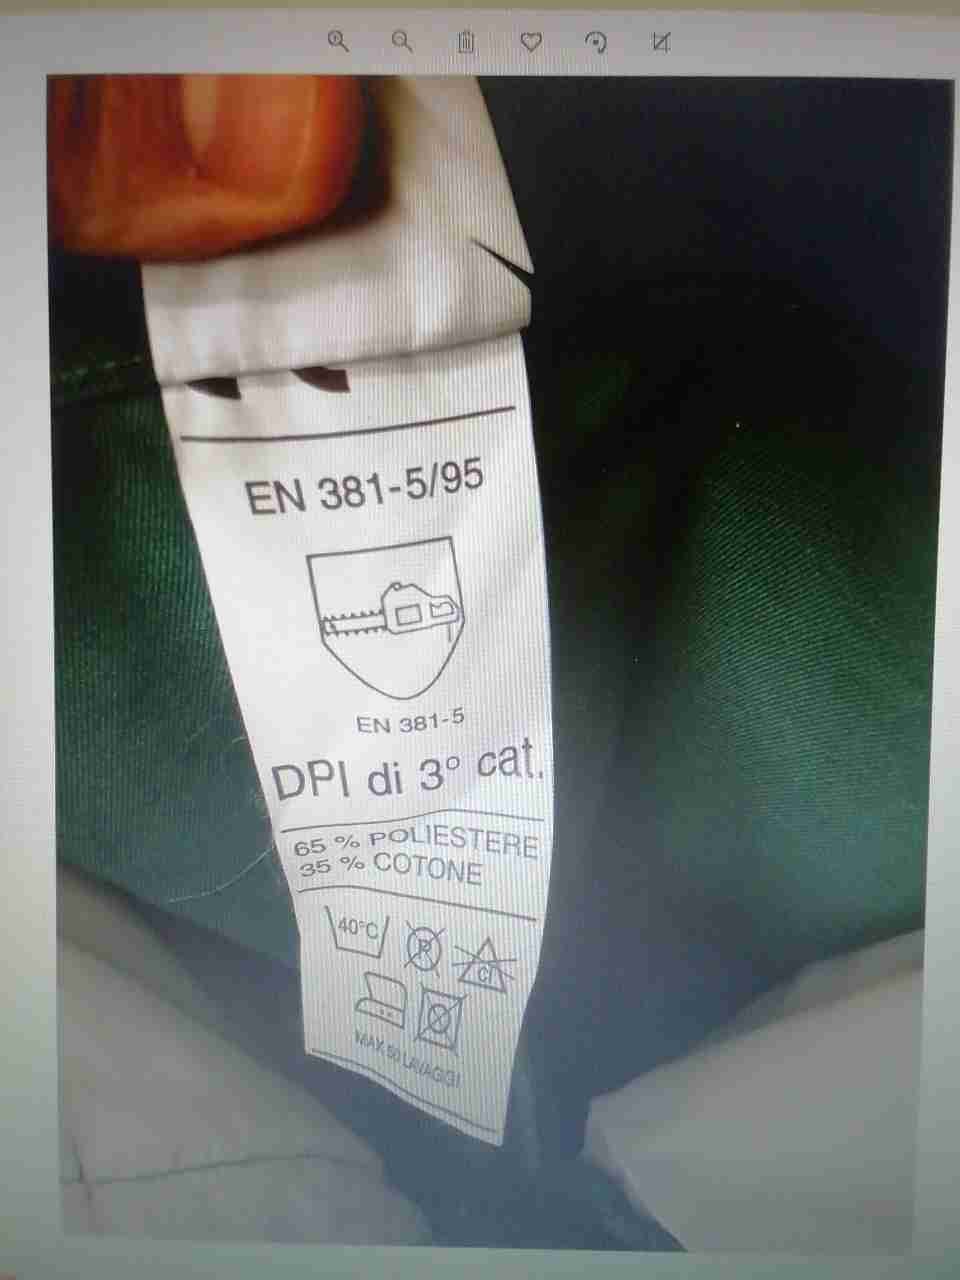 EN 381-5/95
EN 381-5
DPI di 3° cat.
65 % POLIESTERE
35 % COTONE
40°C
P
Cl
MAX 50 LAVAGGI